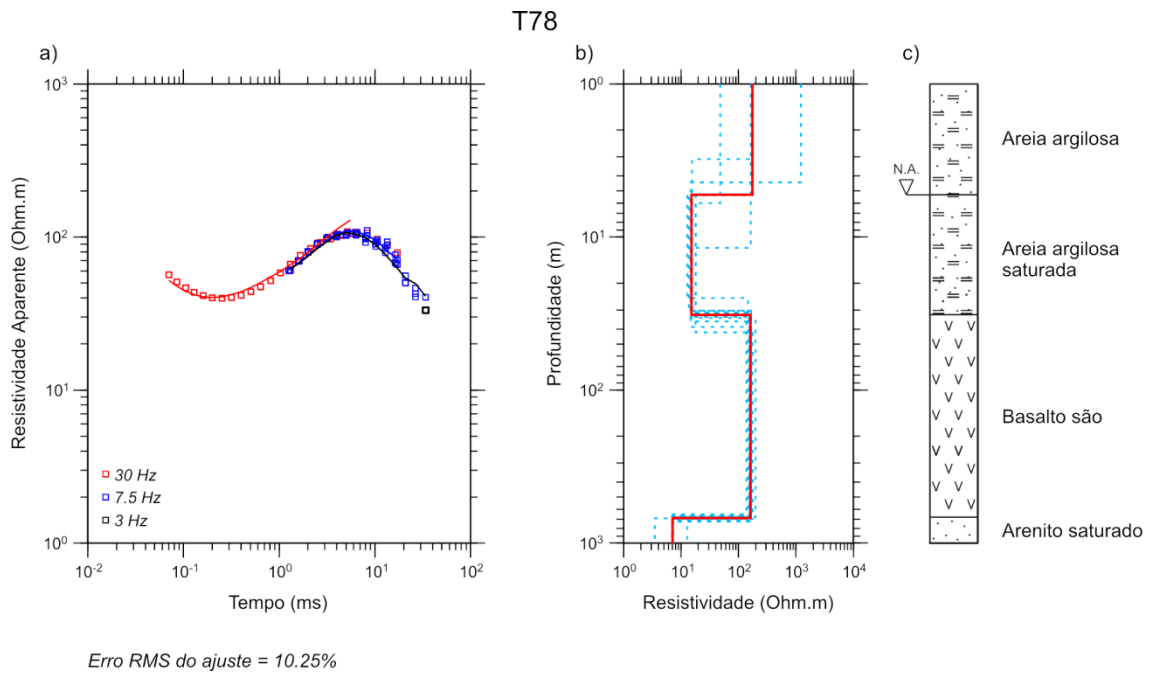 T78
a)
b)
c)
10³
10²
10¹
10⁰
Resistividade Aparente (Ohm.m)
30 Hz
7.5 Hz
3 Hz
10⁻² 10⁻¹ 10⁰ 10¹ 10²
Tempo (ms)
10⁰
10¹
10²
10³
Profundidade (m)
10⁰ 10¹ 10² 10³ 10⁴
Resistividade (Ohm.m)
N.A.
Areia argilosa
Areia argilosa
saturada
Basalto são
Arenito saturado
Erro RMS do ajuste = 10.25%